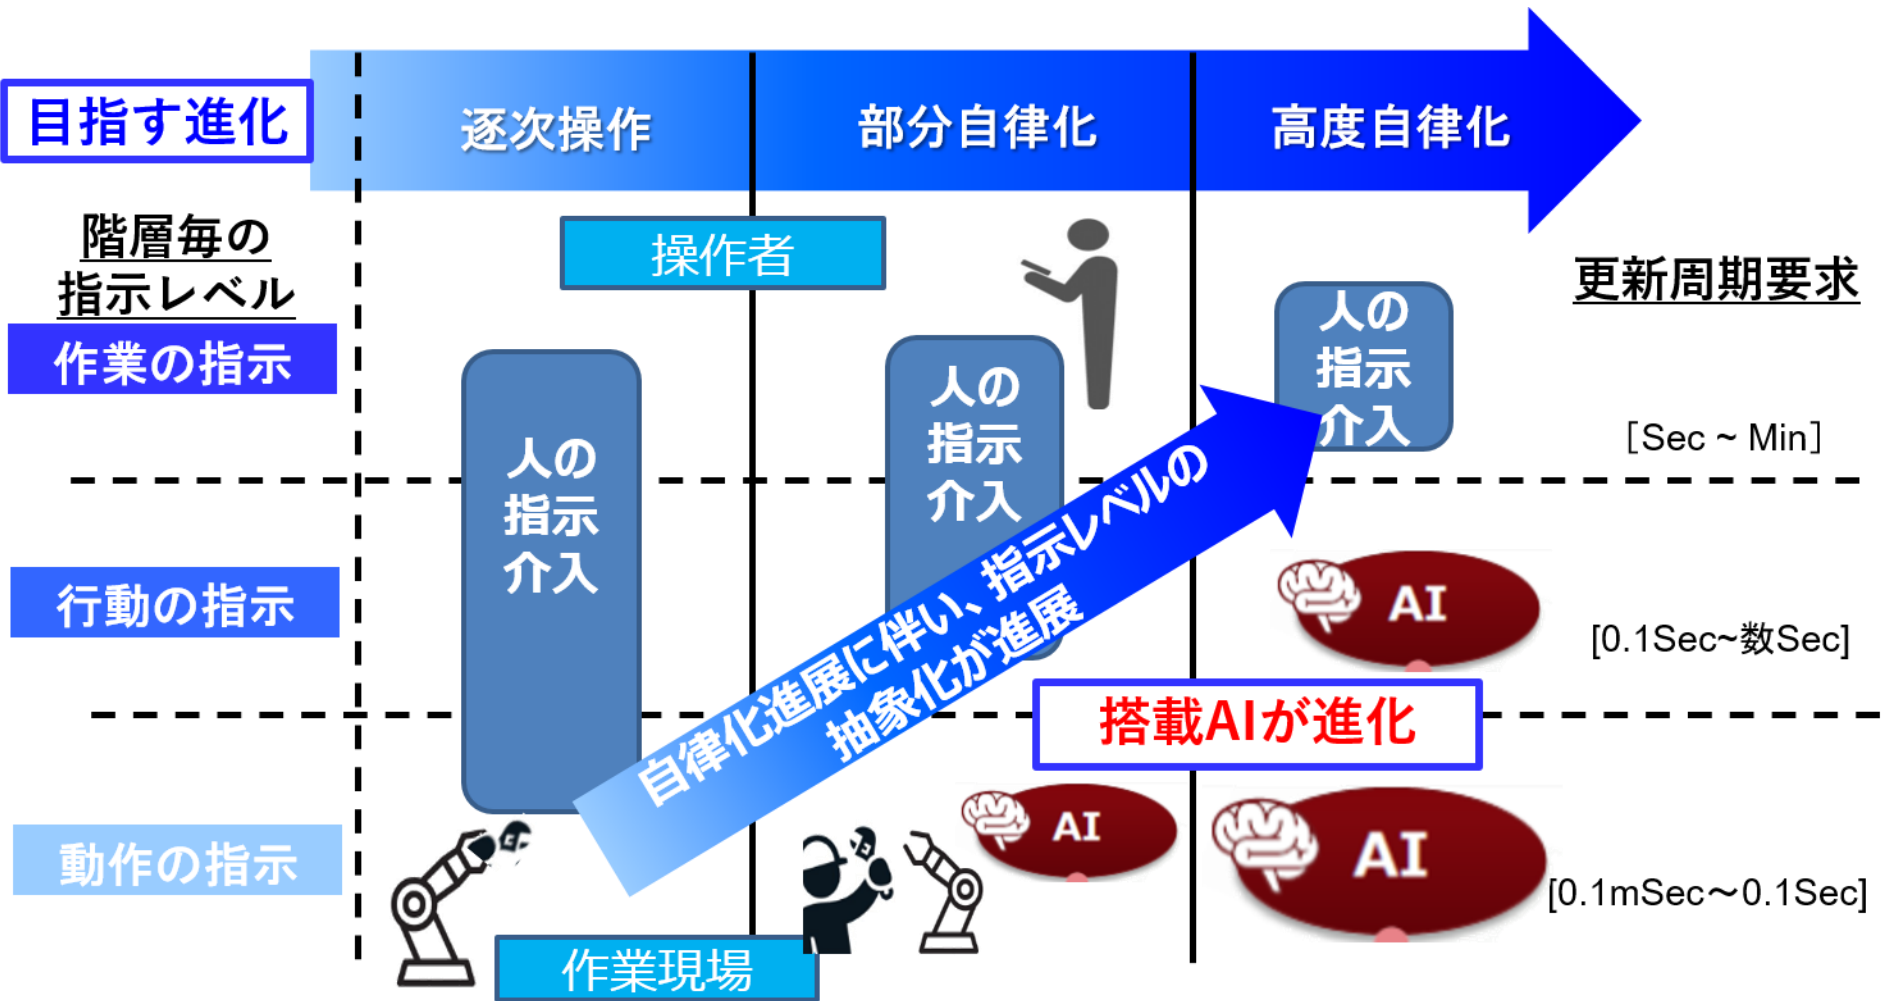 目指す進化
逐次操作
部分自律化
高度自律化
階層毎の
指示レベル
操作者
更新周期要求
作業の指示
人の
指示
介入
人の
指示
介入
人の
指示
介入
[Sec ~ Min]
行動の指示
自律化進展に伴い、指示レベルの
抽象化が進展
AI
[0.1Sec~数Sec]
搭載AIが進化
動作の指示
AI
AI
[0.1mSec～0.1Sec]
作業現場